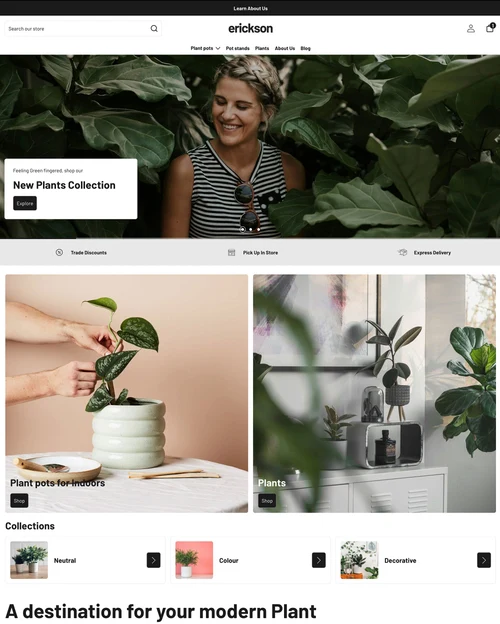 Learn About Us
Search our store
erickson
1
Plant pots
Pot stands
Plants
About Us
Blog
Feeling Green fingered, shop our
New Plants Collection
Explore
Trade Discounts
Pick Up In Store
Express Delivery
Plant pots for Indoors
Shop
Plants
Shop
Collections
Neutral
Colour
Decorative
A destination for your modern Plant